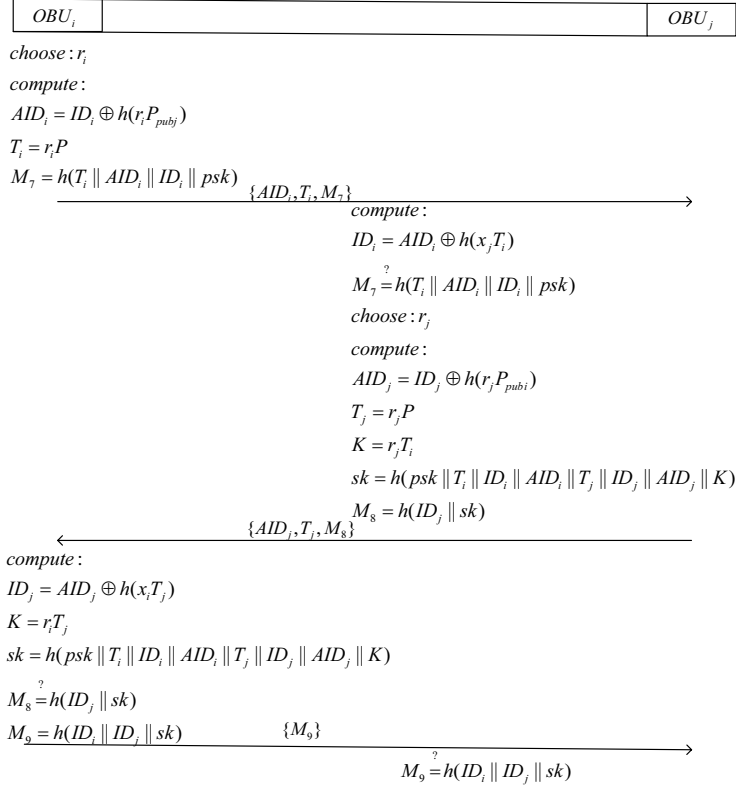 OBU_i
OBU_j
choose : r_i
compute :
AID_i = ID_i ⊕ h(r_i P_pubj)
T_i = r_i P
M_7 = h(T_i || AID_i || ID_i || psk)
{AID_i, T_i, M_7}
compute :
ID_i = AID_i ⊕ h(x_j T_i)
M_7 ?= h(T_i || AID_i || ID_i || psk)
choose : r_j
compute :
AID_j = ID_j ⊕ h(r_j P_pubi)
T_j = r_j P
K = r_j T_i
sk = h(psk || T_i || ID_i || AID_i || T_j || ID_j || AID_j || K)
M_8 = h(ID_j || sk)
{AID_j, T_j, M_8}
compute :
ID_j = AID_j ⊕ h(x_i T_j)
K = r_i T_j
sk = h(psk || T_i || ID_i || AID_i || T_j || ID_j || AID_j || K)
M_8 ?= h(ID_j || sk)
M_9 = h(ID_i || ID_j || sk)
{M_9}
M_9 ?= h(ID_i || ID_j || sk)